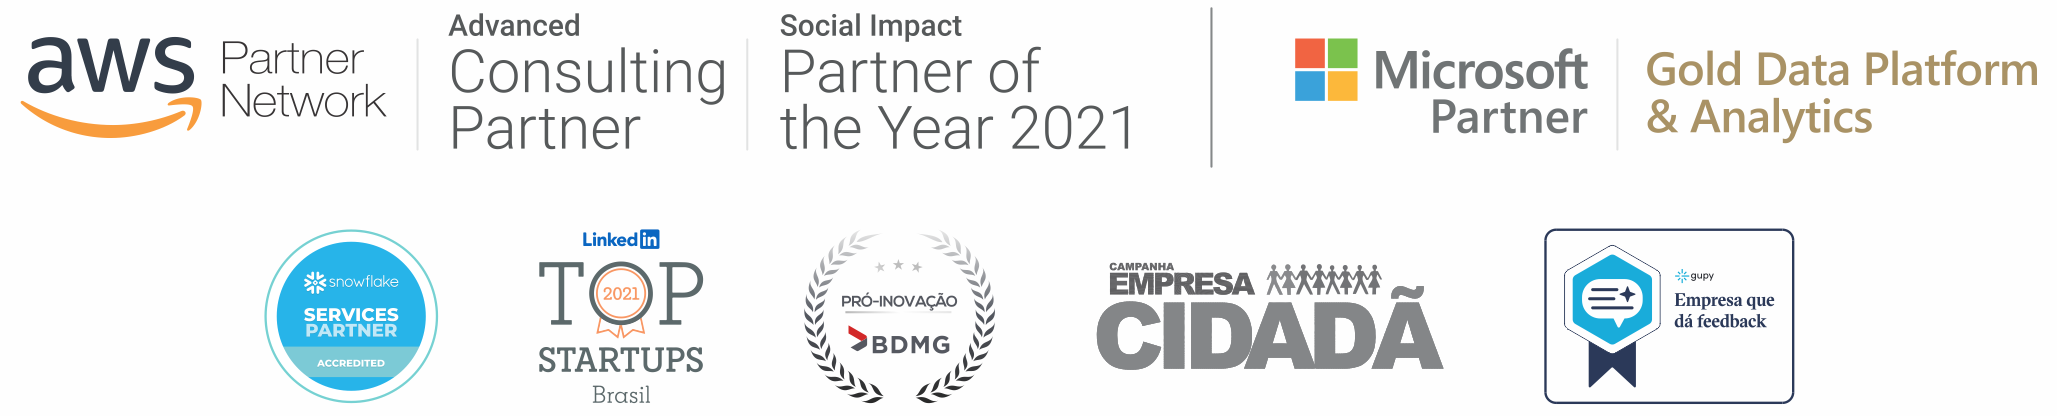 aws
Partner
Network
Advanced
Consulting
Partner
Social Impact
Partner of
the Year 2021
Microsoft
Partner
Gold Data Platform
& Analytics
snowflake
SERVICES
PARTNER
ACCREDITED
Linked in
TOP
2021
STARTUPS
Brasil
PRÓ-INOVAÇÃO
BDMG
CAMPANHA
EMPRESA
CIDADÃ
gupy
Empresa que
dá feedback